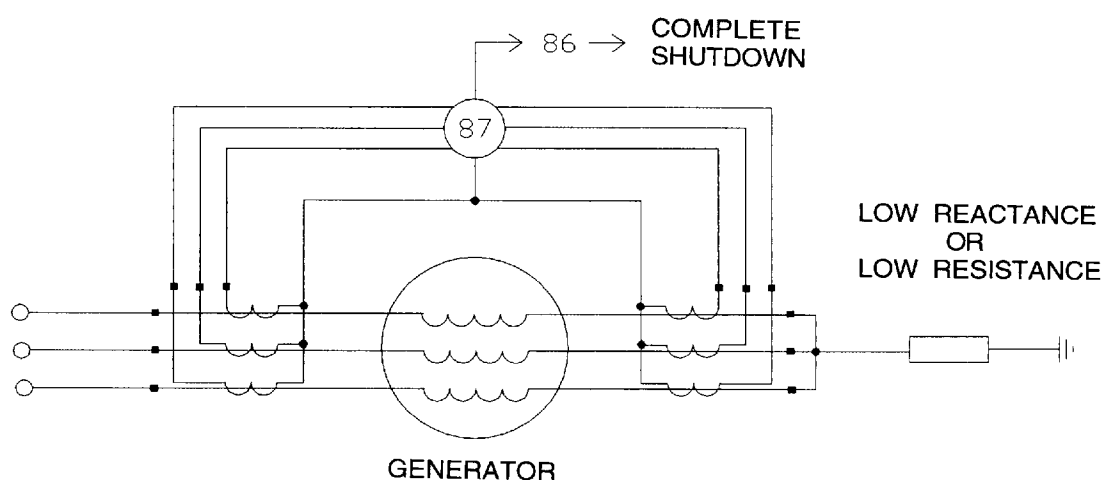 COMPLETE
86
SHUTDOWN
87
LOW REACTANCE
OR
LOW RESISTANCE
GENERATOR